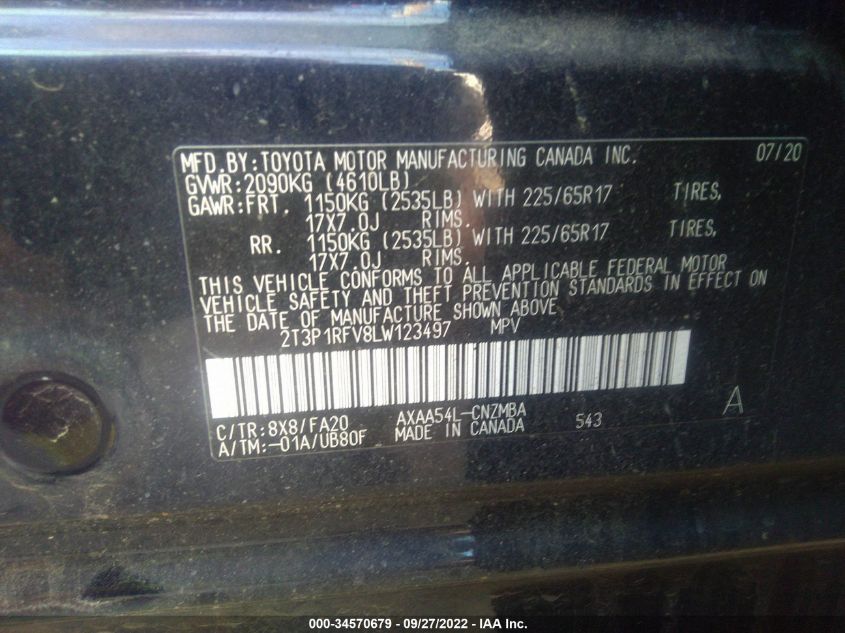 MFD.BY:TOYOTA MOTOR MANUFACTURING CANADA INC. 07/20
GVWR:2090KG (4610LB)
GAWR:FRT. 1150KG (2535LB) WITH 225/65R17 TIRES,
17X7.0J RIMS.
RR. 1150KG (2535LB) WITH 225/65R17 TIRES,
17X7.0J RIMS.
THIS VEHICLE CONFORMS TO ALL APPLICABLE FEDERAL MOTOR
VEHICLE SAFETY AND THEFT PREVENTION STANDARDS IN EFFECT ON
THE DATE OF MANUFACTURE SHOWN ABOVE
2T3P1RFV8LW123497 MPV
C/TR:8X8/FA20 AXAA54L-CNZMBA 543 A
A/TM:-01A/UB80F MADE IN CANADA
000-34570679 - 09/27/2022 - IAA Inc.